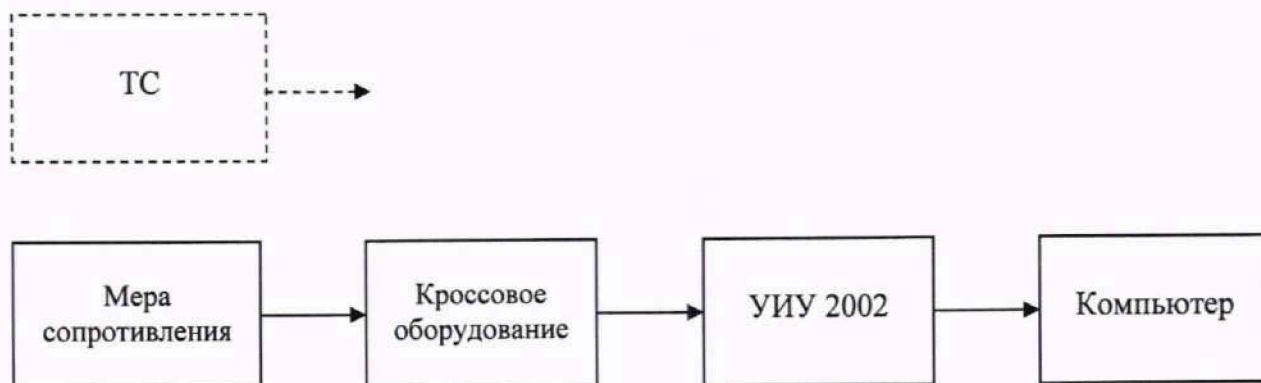 ТС
Мера
сопротивления
Кроссовое
оборудование
УИУ 2002
Компьютер